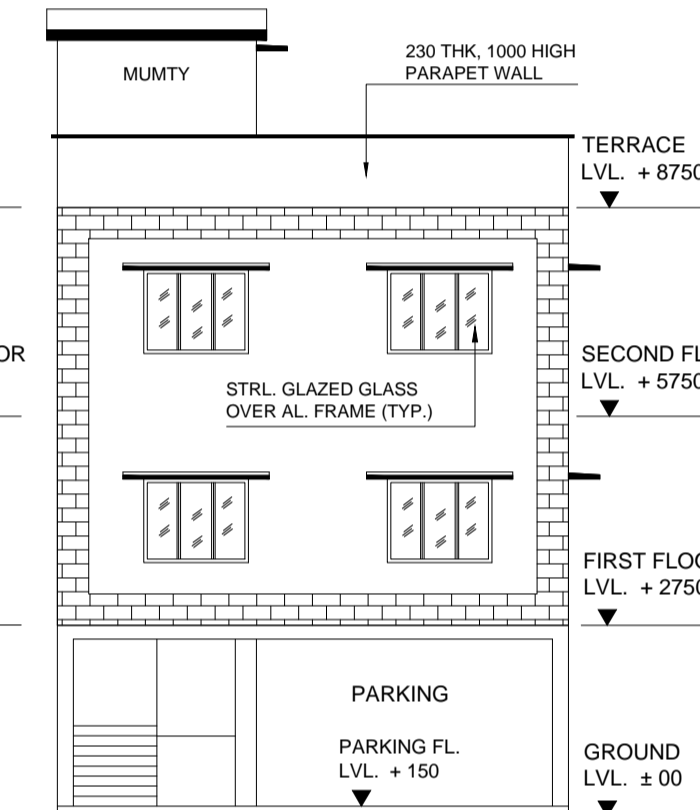 MUMTY
230 THK, 1000 HIGH
PARAPET WALL
TERRACE
LVL. + 8750
OR
SECOND FL
LVL. + 5750
STRL. GLAZED GLASS
OVER AL. FRAME (TYP.)
FIRST FLOO
LVL. + 2750
PARKING
PARKING FL.
LVL. + 150
GROUND
LVL. ± 00